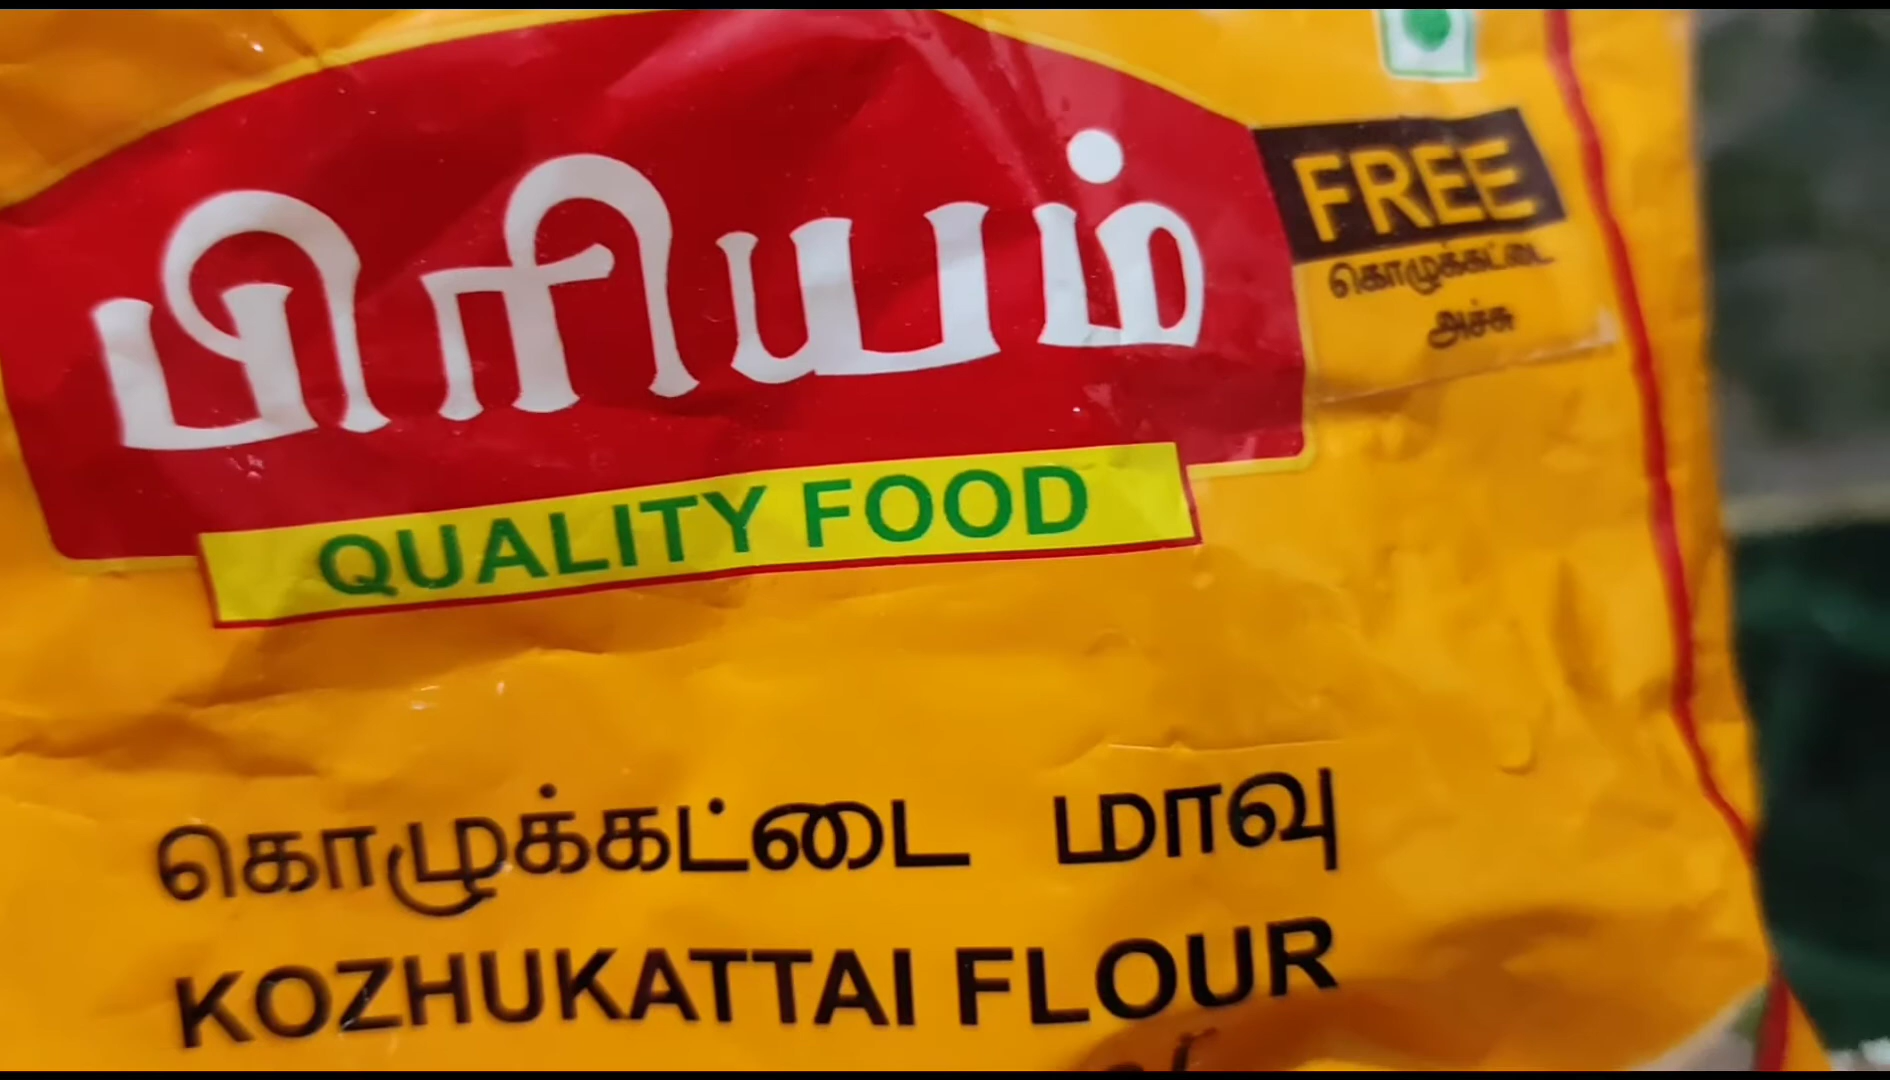 பிரியம்
QUALITY FOOD
FREE
கொழுக்கட்டை
அச்சு
கொழுக்கட்டை மாவு
KOZHUKATTAI FLOUR